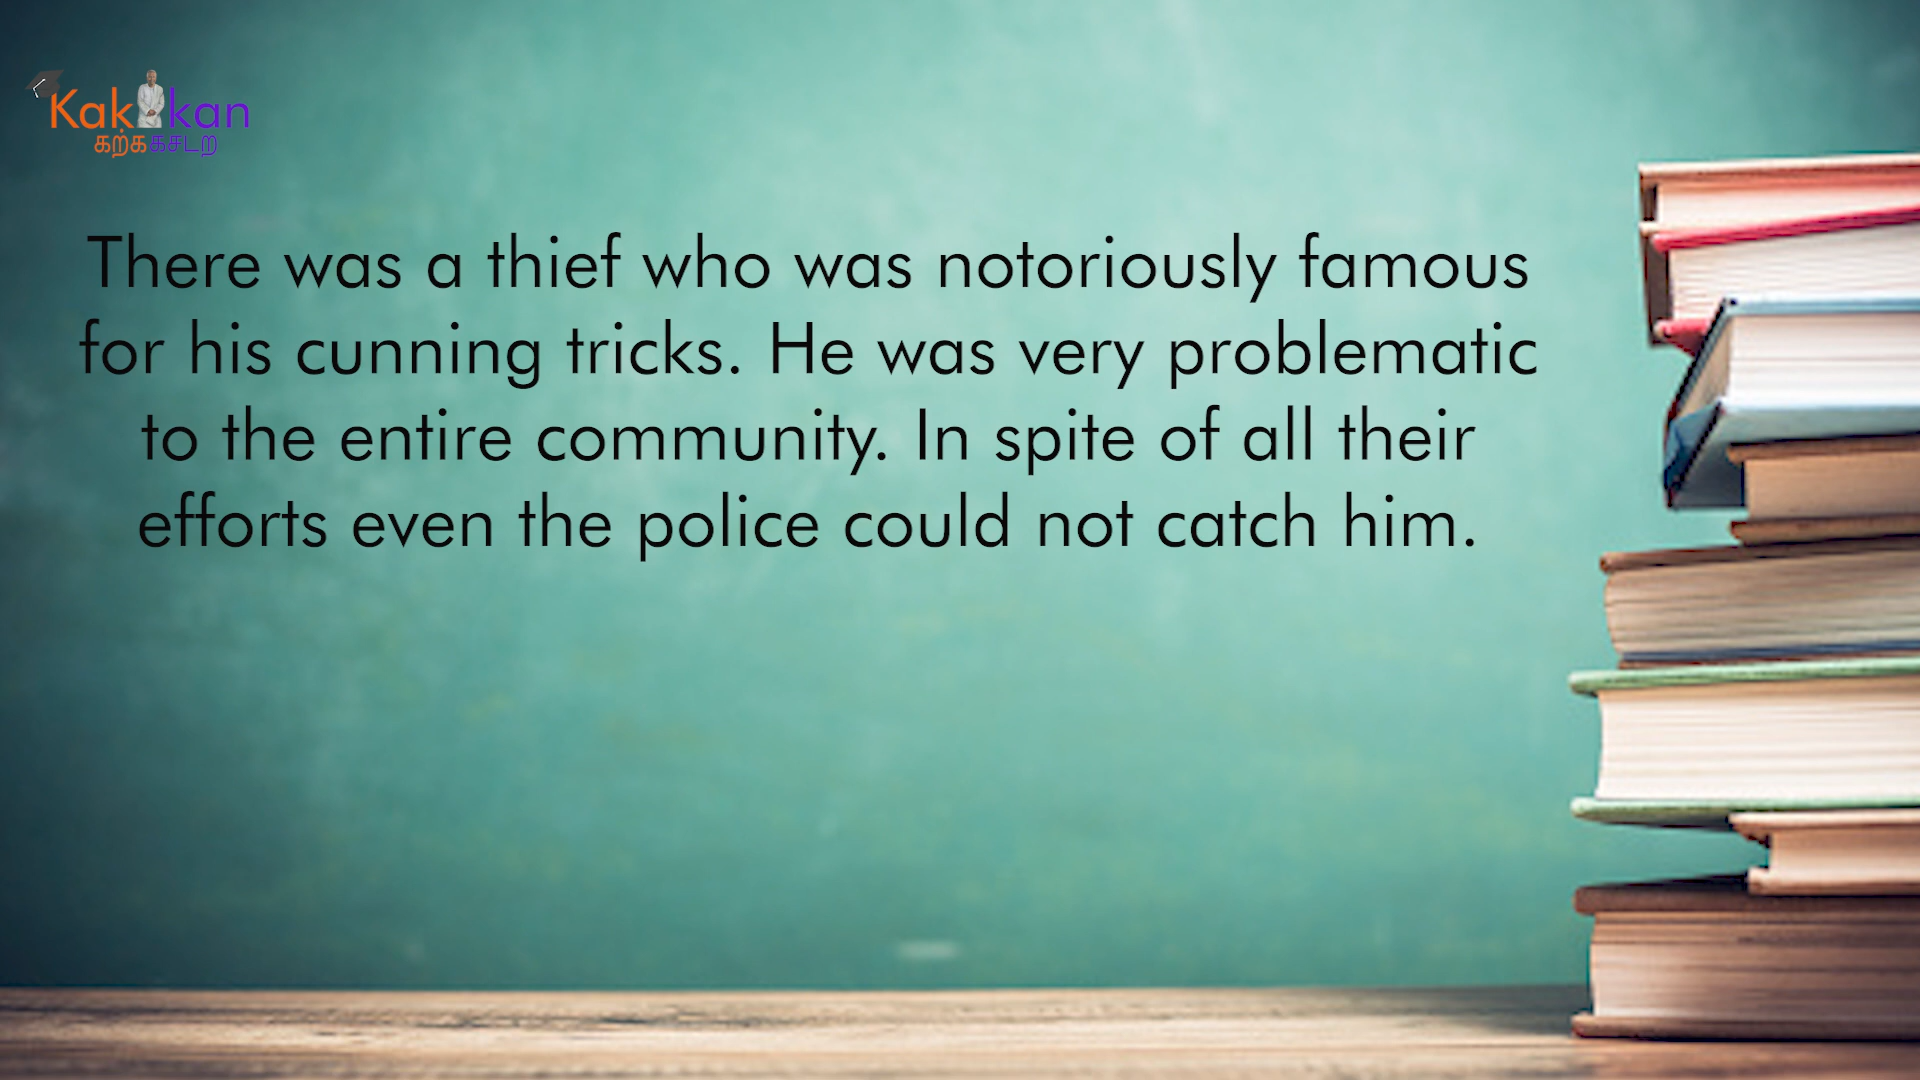 Kak kan
கற்க கசடற
There was a thief who was notoriously famous
for his cunning tricks. He was very problematic
to the entire community. In spite of all their
efforts even the police could not catch him.